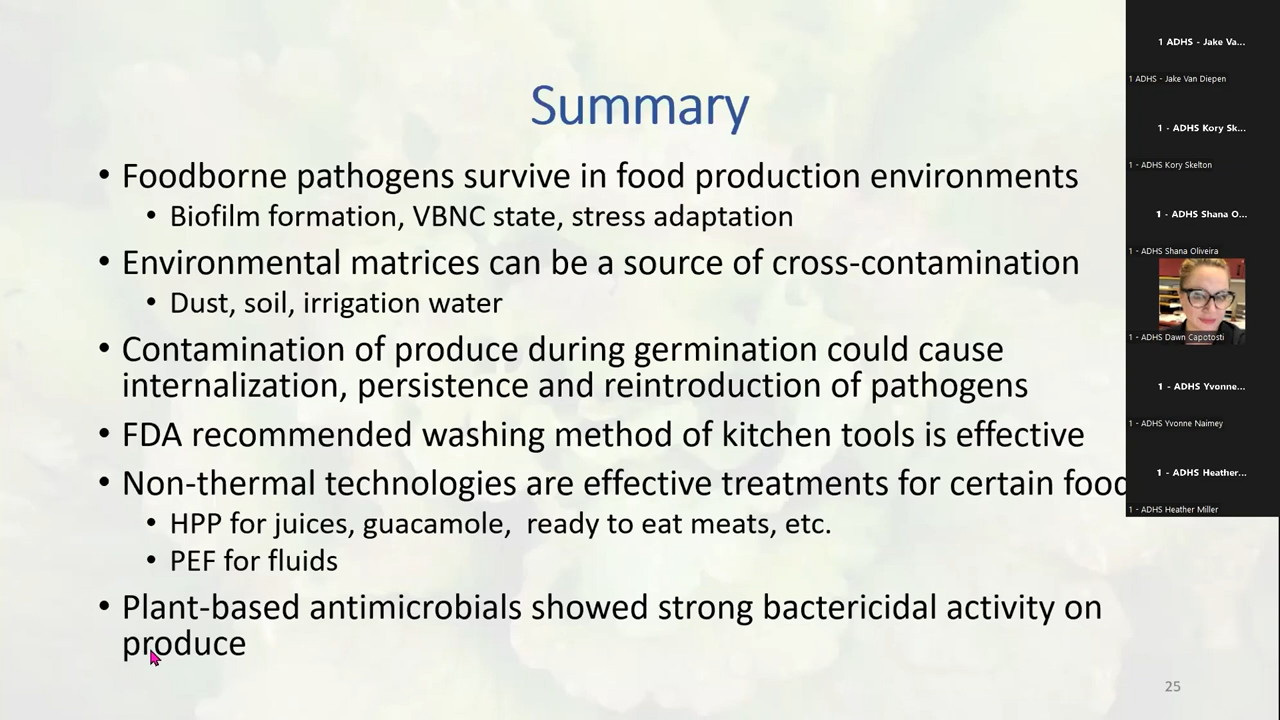 Summary
• Foodborne pathogens survive in food production environments
• Biofilm formation, VBNC state, stress adaptation
• Environmental matrices can be a source of cross-contamination
• Dust, soil, irrigation water
• Contamination of produce during germination could cause
internalization, persistence and reintroduction of pathogens
• FDA recommended washing method of kitchen tools is effective
• Non-thermal technologies are effective treatments for certain food
• HPP for juices, guacamole, ready to eat meats, etc.
• PEF for fluids
• Plant-based antimicrobials showed strong bactericidal activity on
produce
25
1 ADHS - Jake Va...
1 ADHS - Jake Van Diepen
1 - ADHS Kory Sk...
1 - ADHS Kory Skelton
1 - ADHS Shana O...
1 - ADHS Shana Oliveira
1 - ADHS Dawn Capotosti
1 - ADHS Yvonne...
1 - ADHS Yvonne Naimey
1 - ADHS Heather...
1 - ADHS Heather Miller